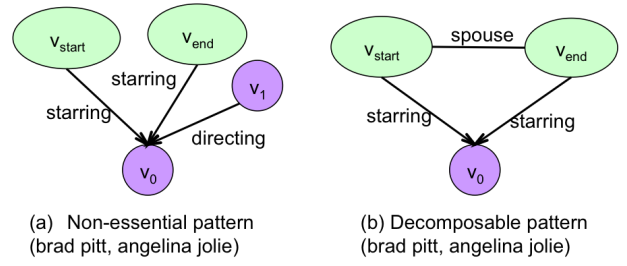 v_start
v_end
starring
v_1
starring
directing
v_0
(a) Non-essential pattern
(brad pitt, angelina jolie)
v_start
spouse
v_end
starring
starring
v_0
(b) Decomposable pattern
(brad pitt, angelina jolie)